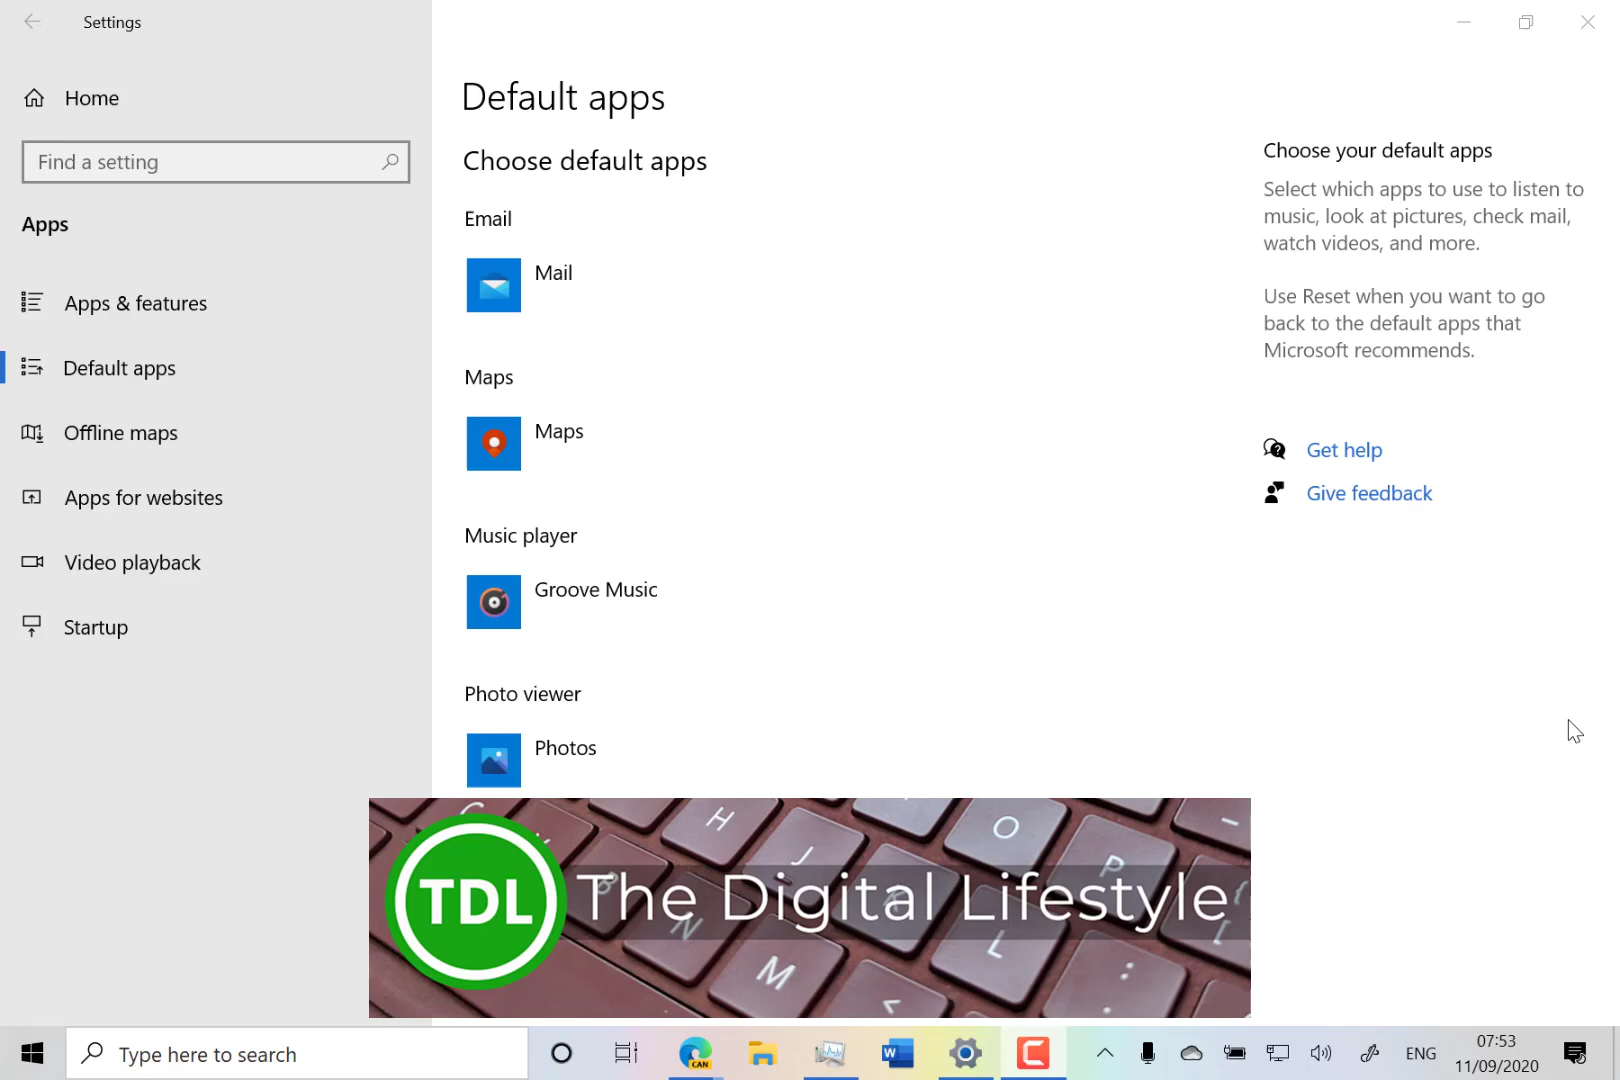 Settings
Home
Find a setting
Apps
Apps & features
Default apps
Offline maps
Apps for websites
Video playback
Startup
Default apps
Choose default apps
Email
Mail
Maps
Maps
Music player
Groove Music
Photo viewer
Photos
Choose your default apps
Select which apps to use to listen to
music, look at pictures, check mail,
watch videos, and more.
Use Reset when you want to go
back to the default apps that
Microsoft recommends.
Get help
Give feedback
TDL The Digital Lifestyle
H
O
J
P
B
K
N
L
M
Type here to search
CAN
W
ENG
07:53
11/09/2020